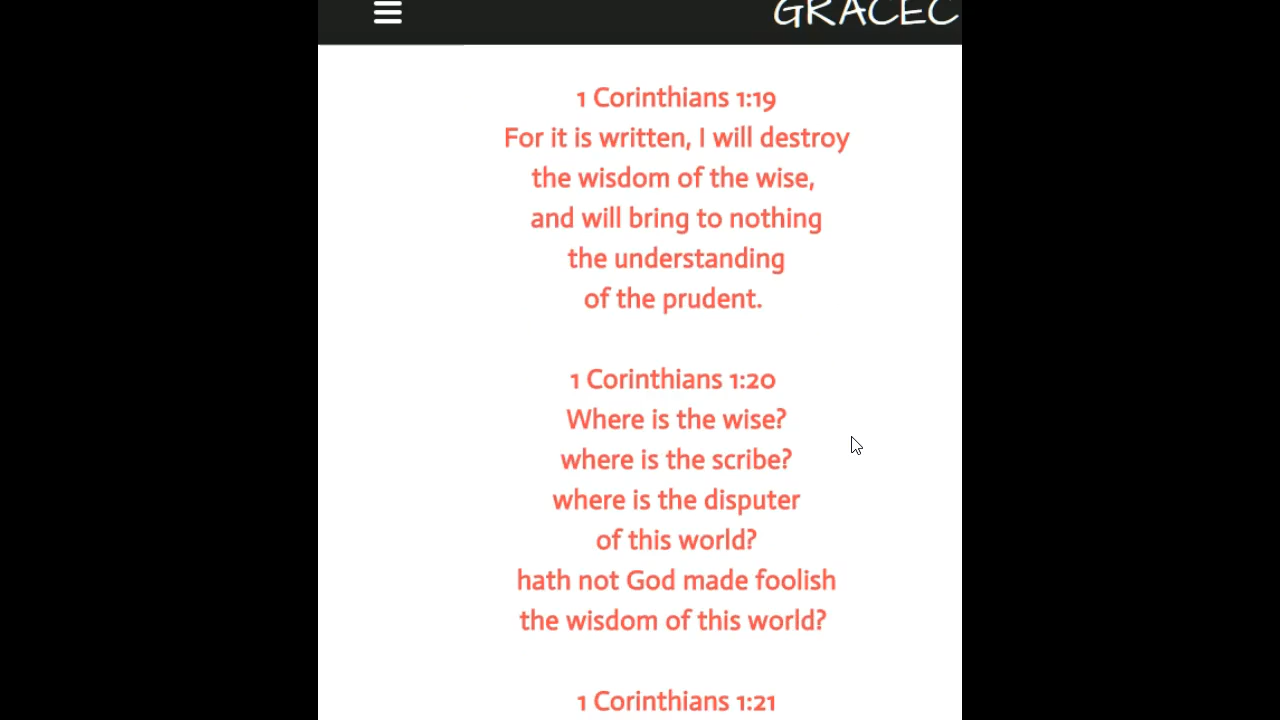 GRACEC
1 Corinthians 1:19
For it is written, I will destroy
the wisdom of the wise,
and will bring to nothing
the understanding
of the prudent.
1 Corinthians 1:20
Where is the wise?
where is the scribe?
where is the disputer
of this world?
hath not God made foolish
the wisdom of this world?
1 Corinthians 1:21